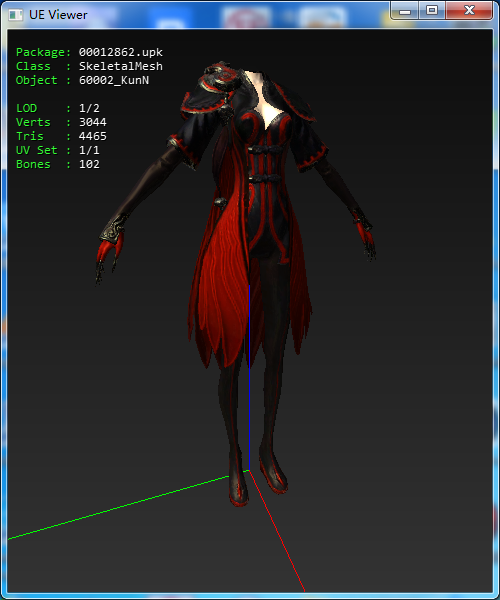 UE Viewer
Package: 00012862.upk
Class : SkeletalMesh
Object : 60002_KunN
LOD : 1/2
Verts : 3044
Tris : 4465
UV Set : 1/1
Bones : 102